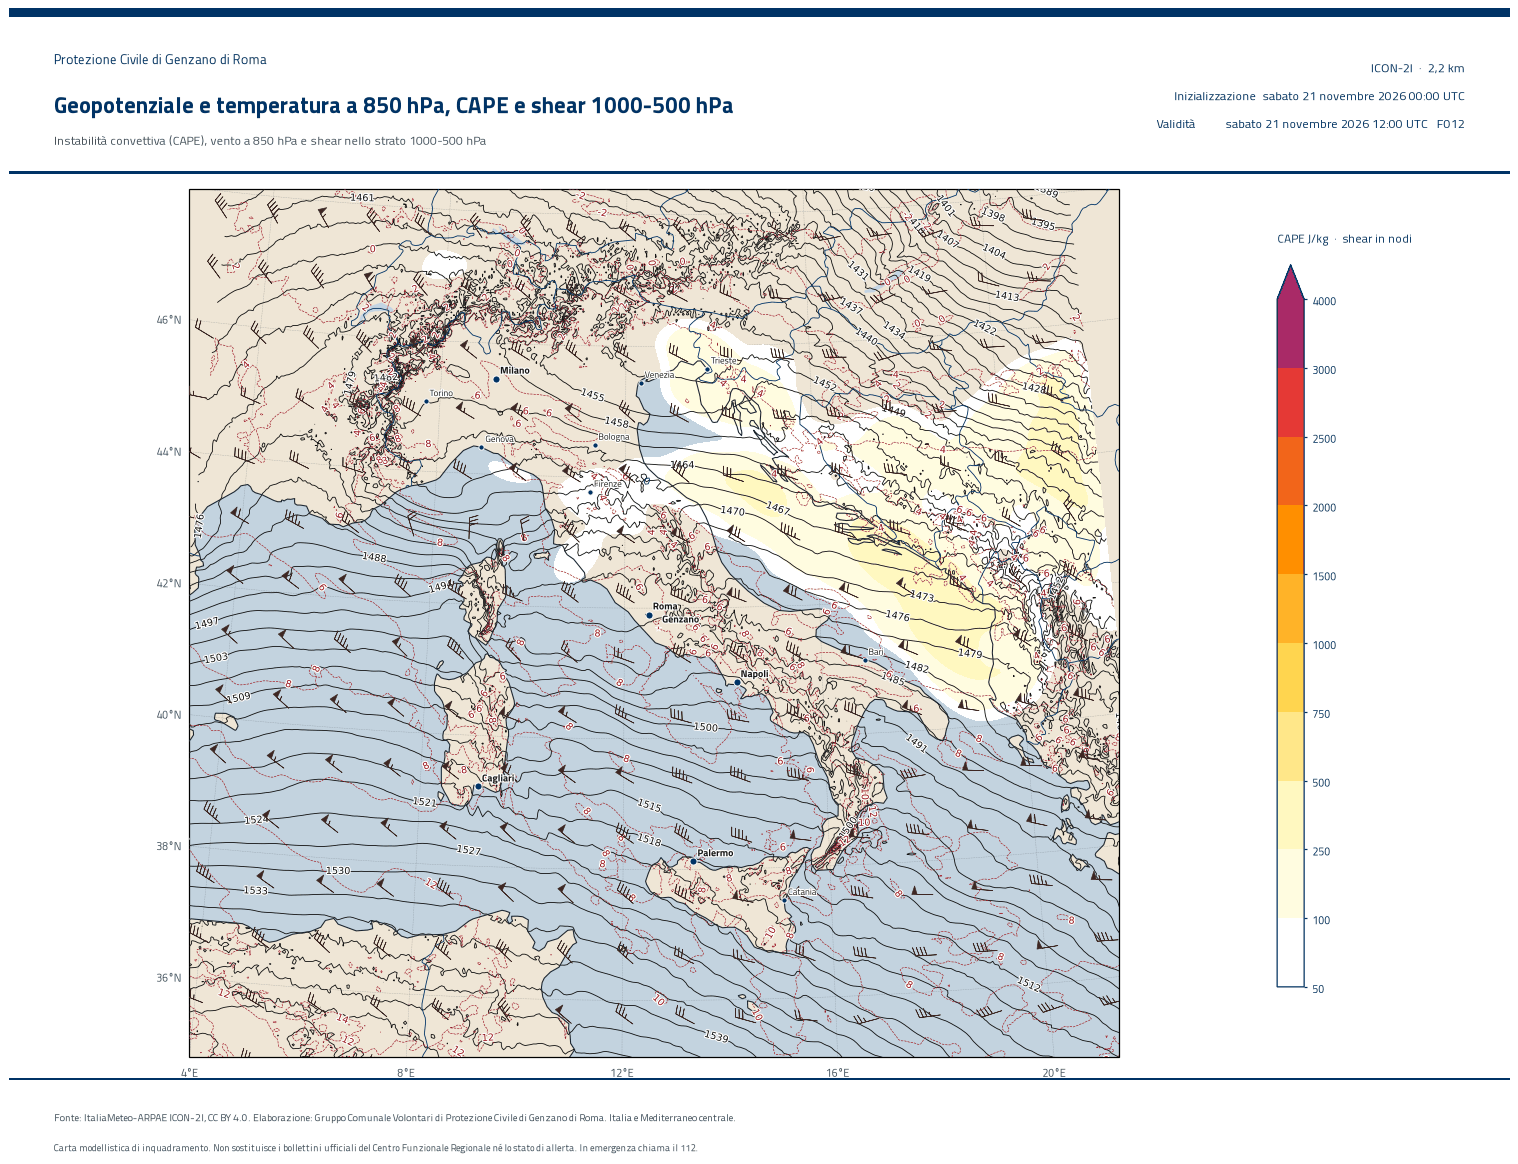 Protezione Civile di Genzano di Roma
ICON-2I · 2,2 km
Geopotenziale e temperatura a 850 hPa, CAPE e shear 1000-500 hPa
Inizializzazione sabato 21 novembre 2026 00:00 UTC
Validità sabato 21 novembre 2026 12:00 UTC F012
Instabilità convettiva (CAPE), vento a 850 hPa e shear nello strato 1000-500 hPa
CAPE J/kg · shear in nodi
4000
3000
2500
2000
1500
1000
750
500
250
100
50
46°N
44°N
42°N
40°N
38°N
36°N
4°E
8°E
12°E
16°E
20°E
Milano
Torino
Venezia
Trieste
Genova
Bologna
Firenze
Roma
Genzano
Napoli
Bari
Cagliari
Palermo
Catania
1461
1395
1398
1401
1404
1407
1413
1419
1422
1428
1431
1434
1437
1440
1449
1452
1455
1458
1464
1467
1470
1473
1476
1479
1482
1485
1488
1491
1497
1500
1503
1509
1512
1515
1518
1521
1524
1527
1530
1533
1539
Fonte: ItaliaMeteo-ARPAE ICON-2I, CC BY 4.0. Elaborazione: Gruppo Comunale Volontari di Protezione Civile di Genzano di Roma. Italia e Mediterraneo centrale.
Carta modellistica di inquadramento. Non sostituisce i bollettini ufficiali del Centro Funzionale Regionale né lo stato di allerta. In emergenza chiama il 112.